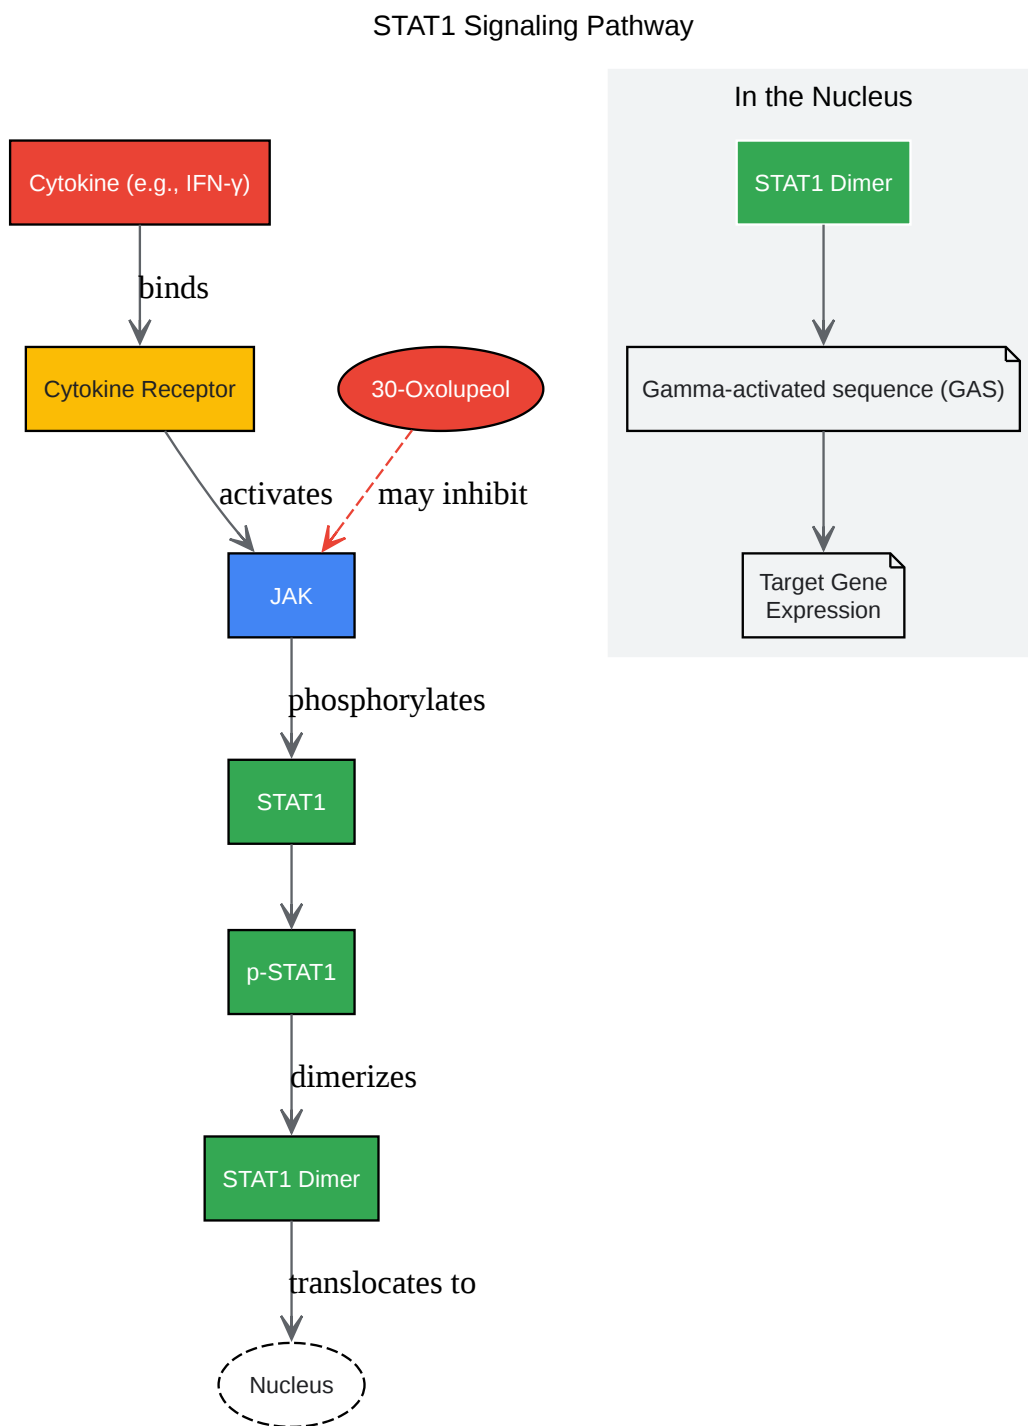 STAT1 Signaling Pathway
In the Nucleus
Cytokine (e.g., IFN-γ)
STAT1 Dimer
binds
Cytokine Receptor
30-Oxolupeol
Gamma-activated sequence (GAS)
activates
may inhibit
JAK
Target Gene
Expression
phosphorylates
STAT1
p-STAT1
dimerizes
STAT1 Dimer
translocates to
Nucleus